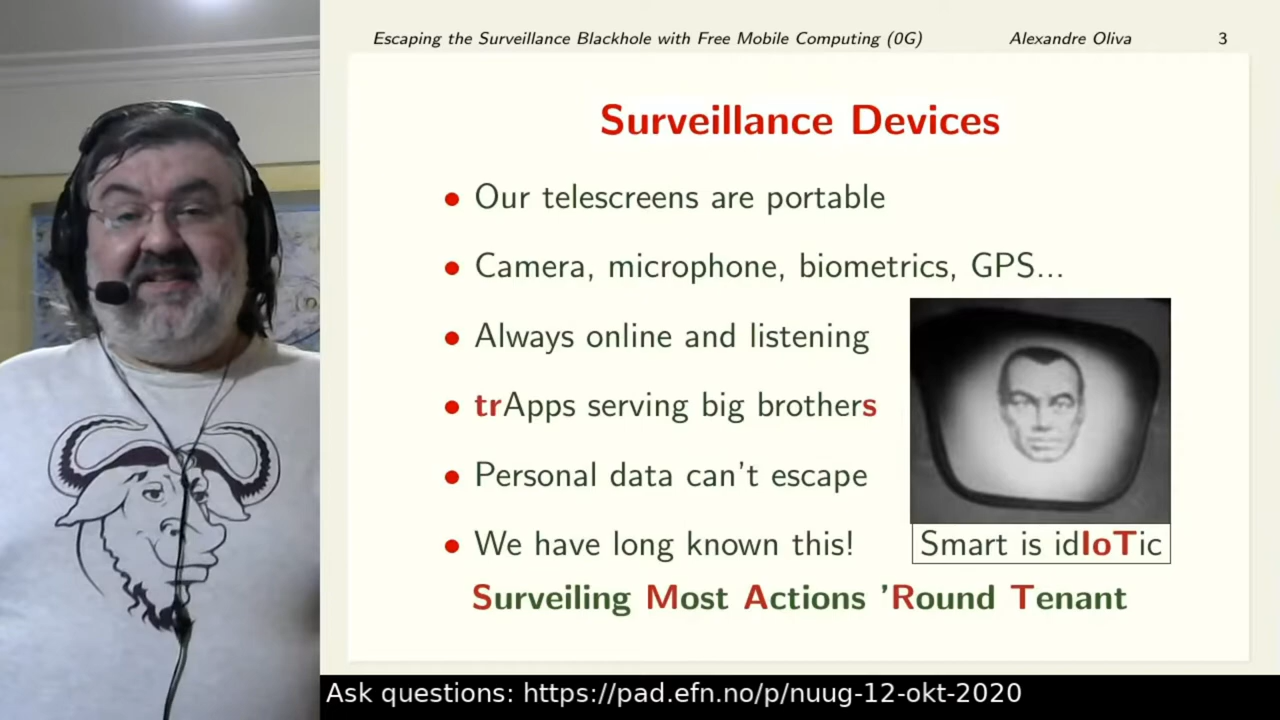 Escaping the Surveillance Blackhole with Free Mobile Computing (0G) Alexandre Oliva 3
Surveillance Devices
• Our telescreens are portable
• Camera, microphone, biometrics, GPS...
• Always online and listening
• trApps serving big brothers
• Personal data can't escape
• We have long known this!
Smart is idIoTic
Surveiling Most Actions 'Round Tenant
Ask questions: https://pad.efn.no/p/nuug-12-okt-2020